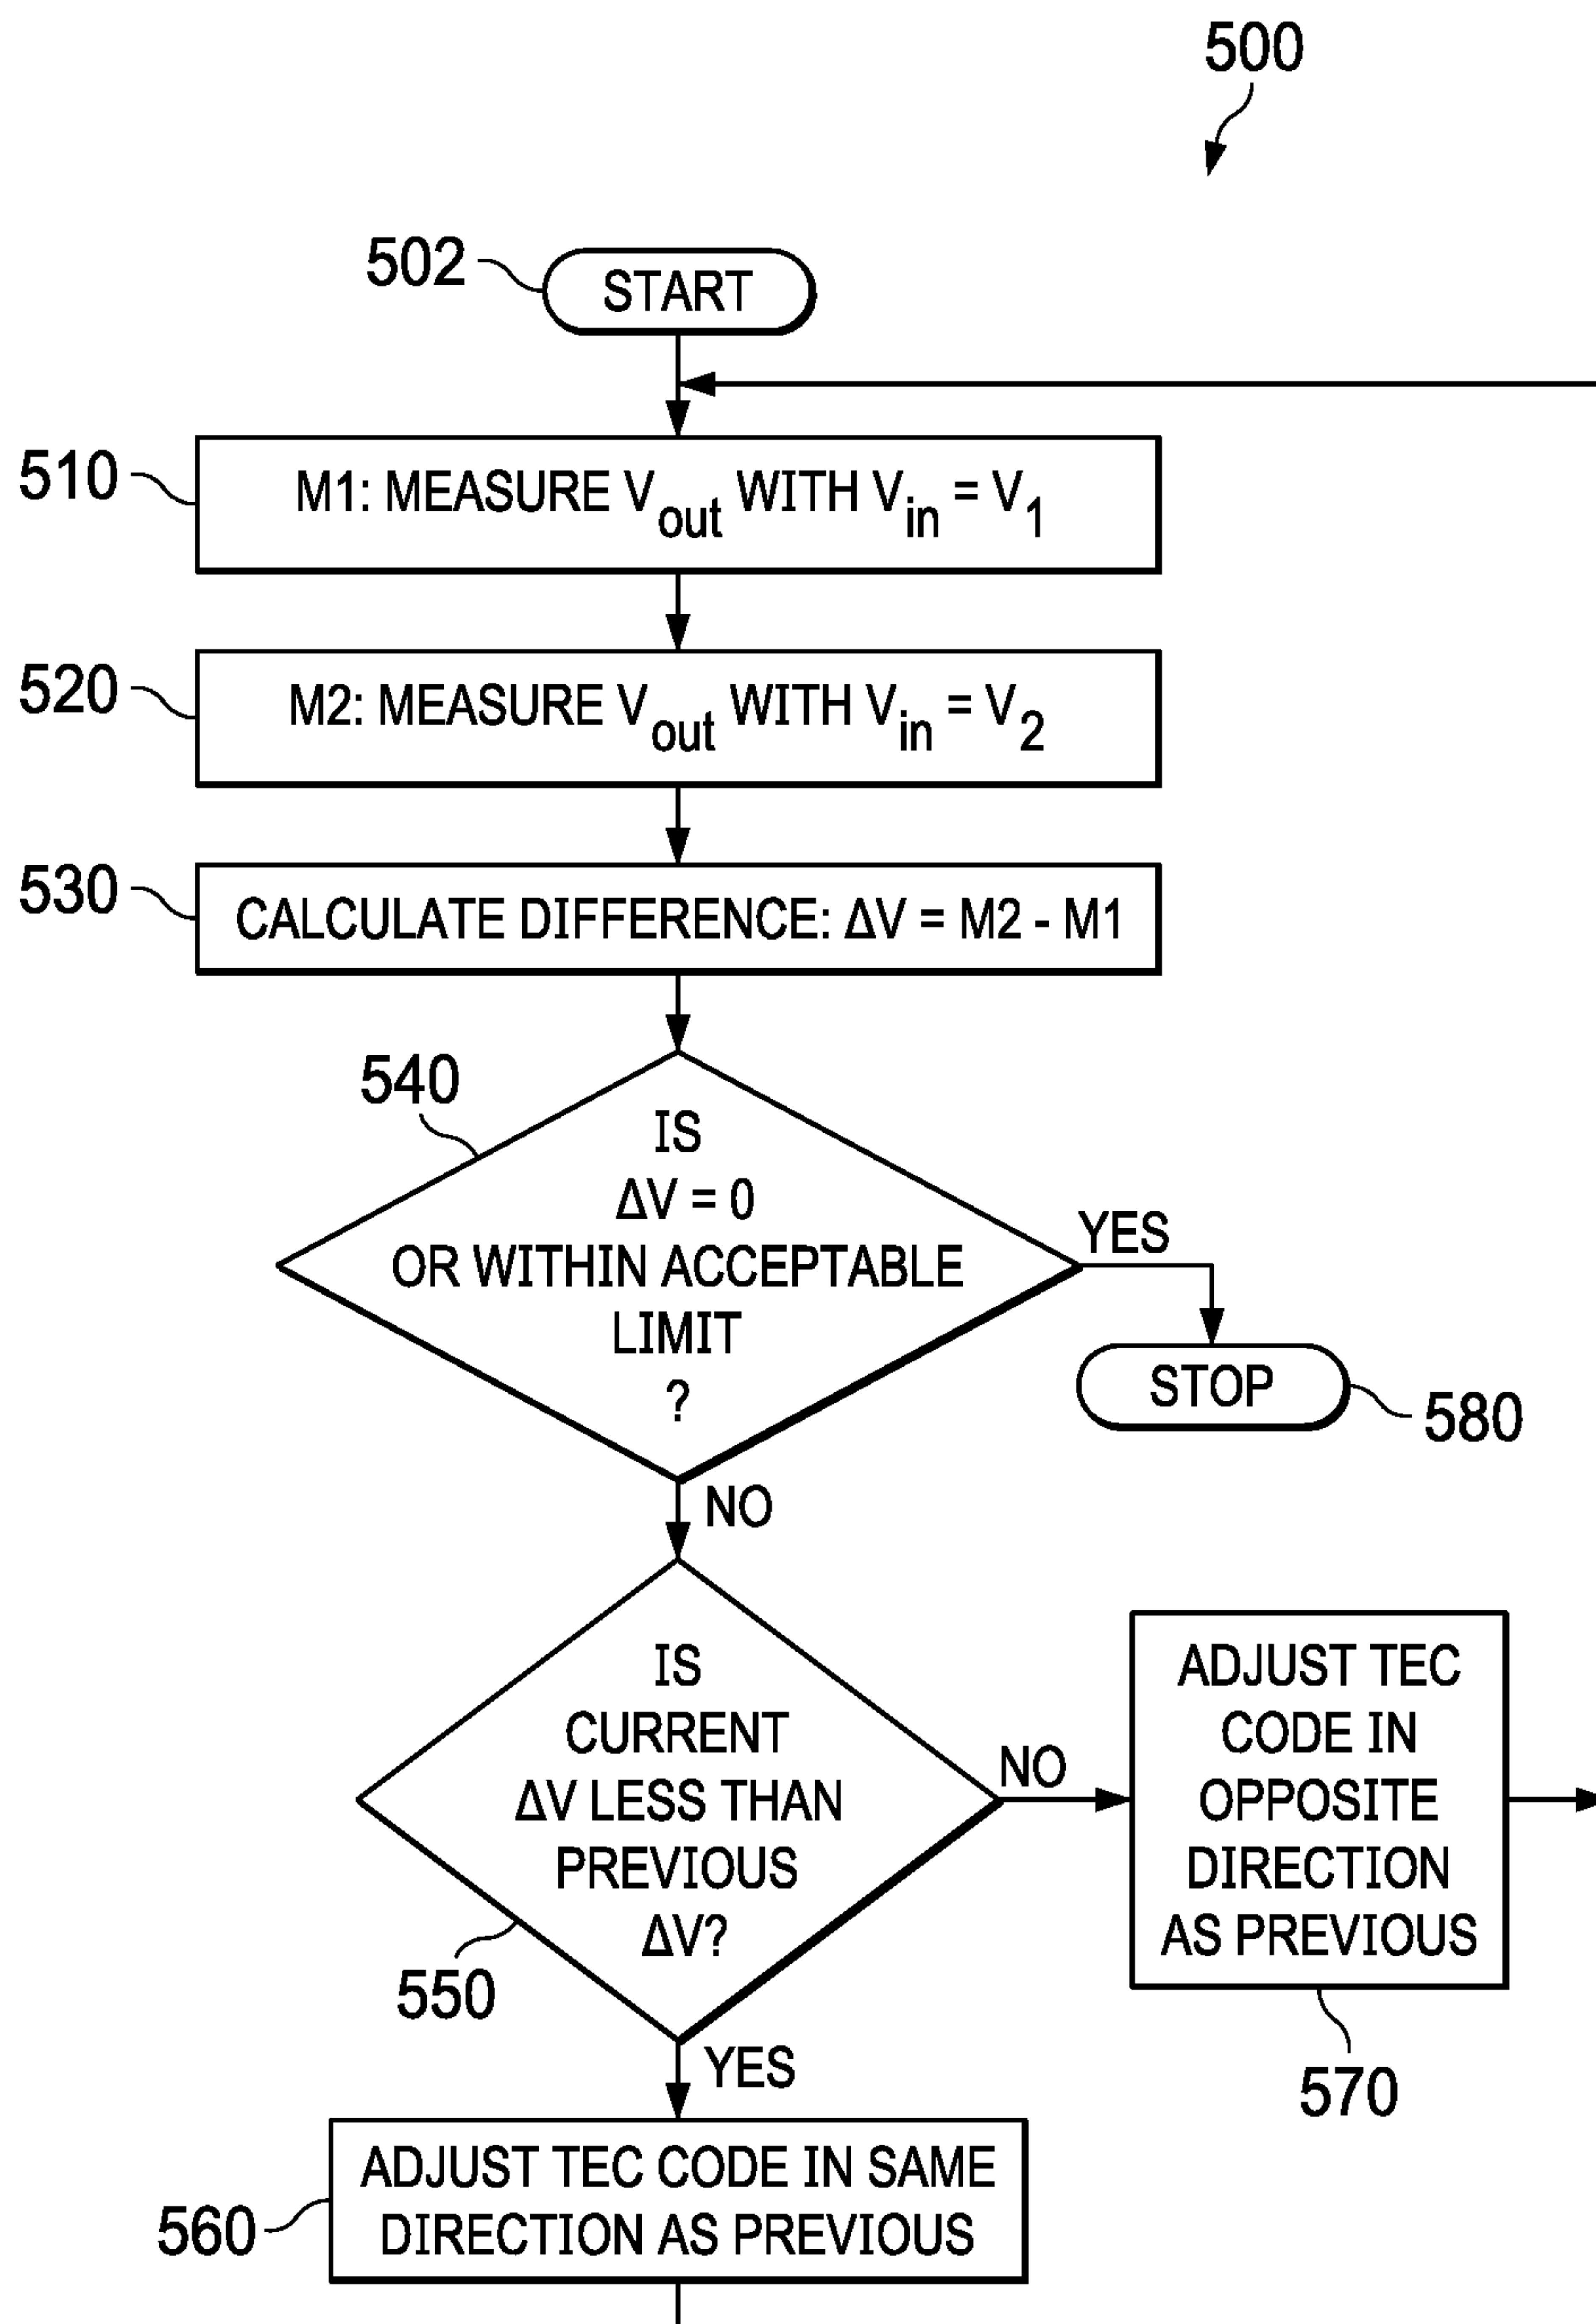 500
502
START
510
M1: MEASURE Vout WITH Vin = V1
520
M2: MEASURE Vout WITH Vin = V2
530
CALCULATE DIFFERENCE: ΔV = M2 - M1
540
IS
ΔV = 0
OR WITHIN ACCEPTABLE
LIMIT
?
YES
STOP
580
NO
IS
CURRENT
ΔV LESS THAN
PREVIOUS
ΔV?
550
NO
ADJUST TEC
CODE IN
OPPOSITE
DIRECTION
AS PREVIOUS
570
YES
ADJUST TEC CODE IN SAME
DIRECTION AS PREVIOUS
560